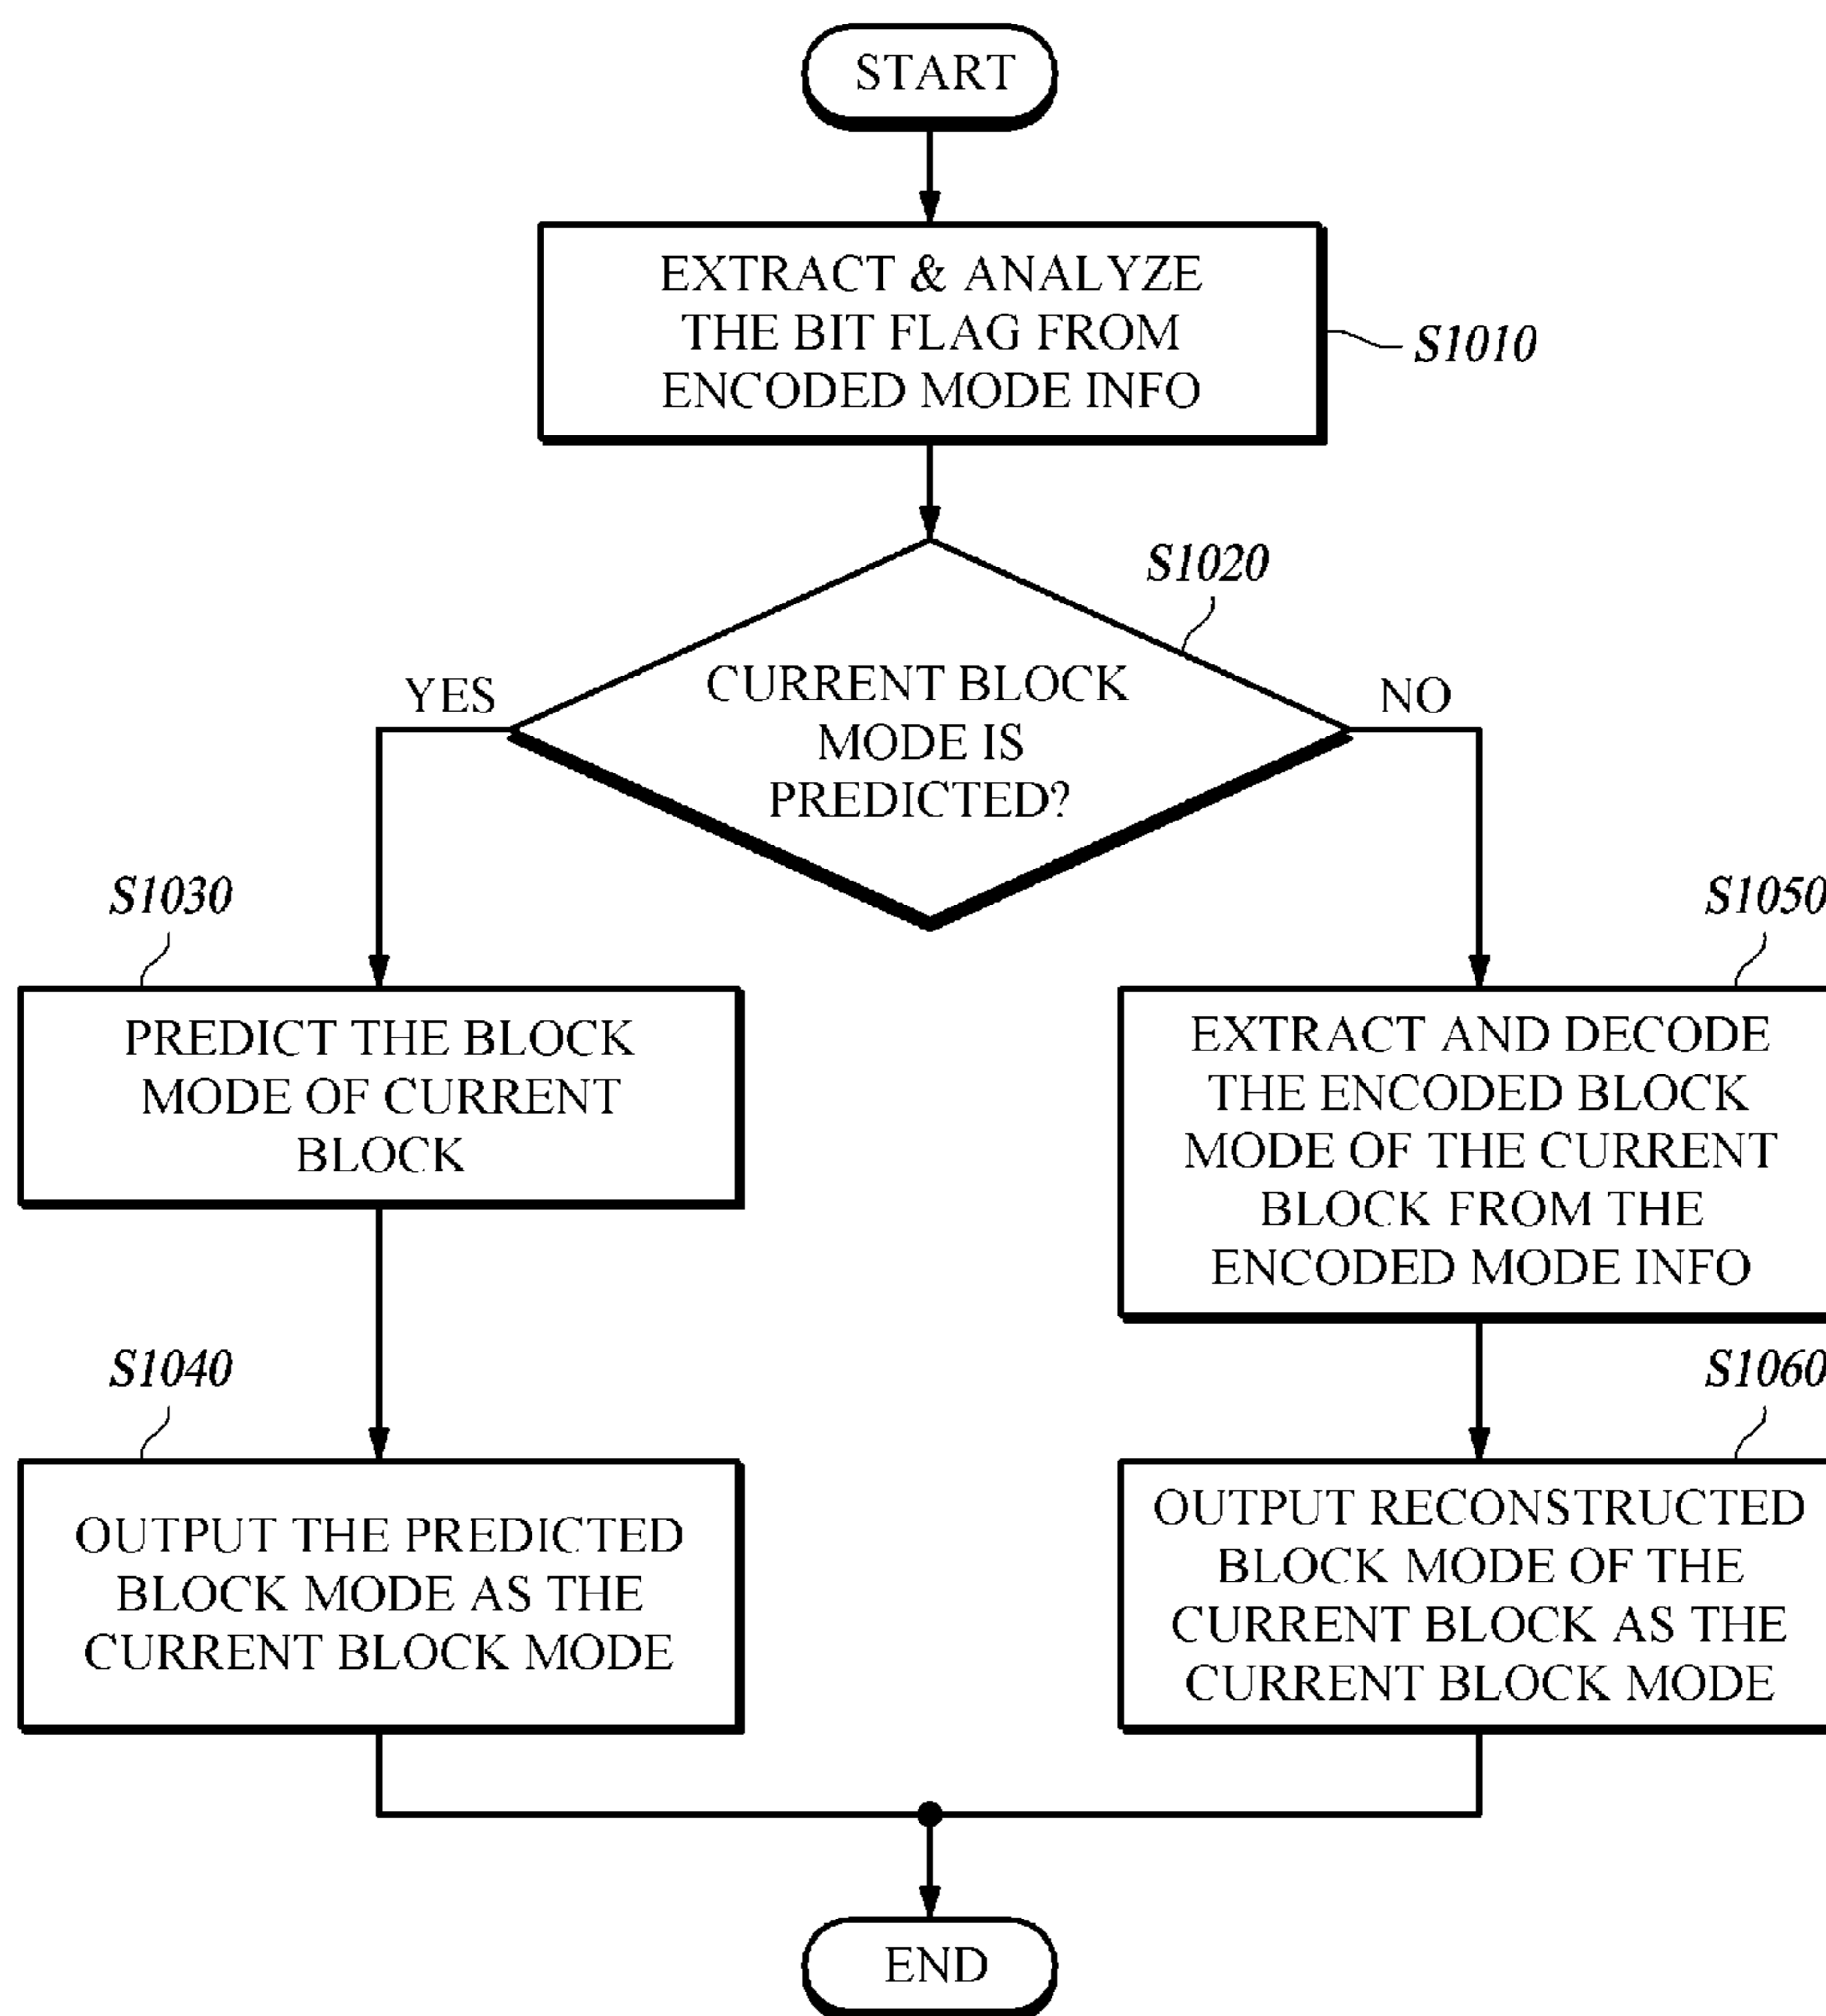 START
EXTRACT & ANALYZE
THE BIT FLAG FROM
ENCODED MODE INFO
S1010
S1020
CURRENT BLOCK
MODE IS
PREDICTED?
YES
NO
S1030
PREDICT THE BLOCK
MODE OF CURRENT
BLOCK
S1050
EXTRACT AND DECODE
THE ENCODED BLOCK
MODE OF THE CURRENT
BLOCK FROM THE
ENCODED MODE INFO
S1040
OUTPUT THE PREDICTED
BLOCK MODE AS THE
CURRENT BLOCK MODE
S1060
OUTPUT RECONSTRUCTED
BLOCK MODE OF THE
CURRENT BLOCK AS THE
CURRENT BLOCK MODE
END